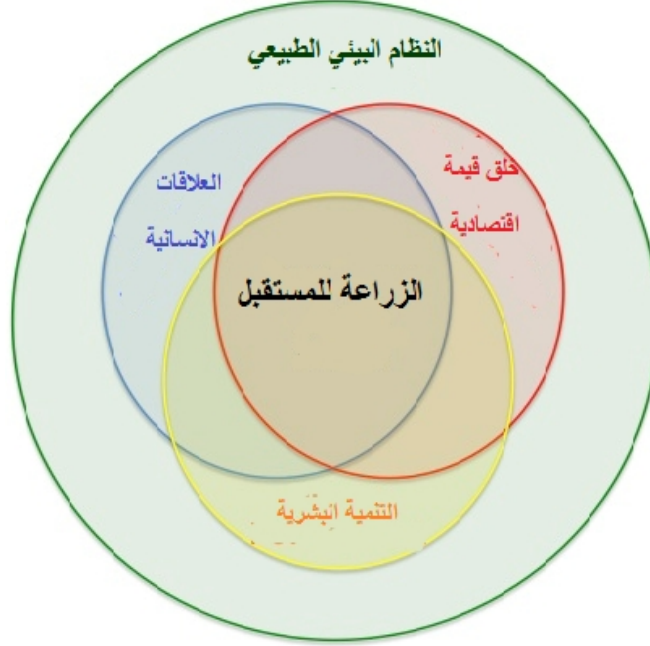 النظام البيئي الطبيعي
خلق قيمة
اقتصادية
العلاقات
الانسانية
الزراعة للمستقبل
التنمية البشرية